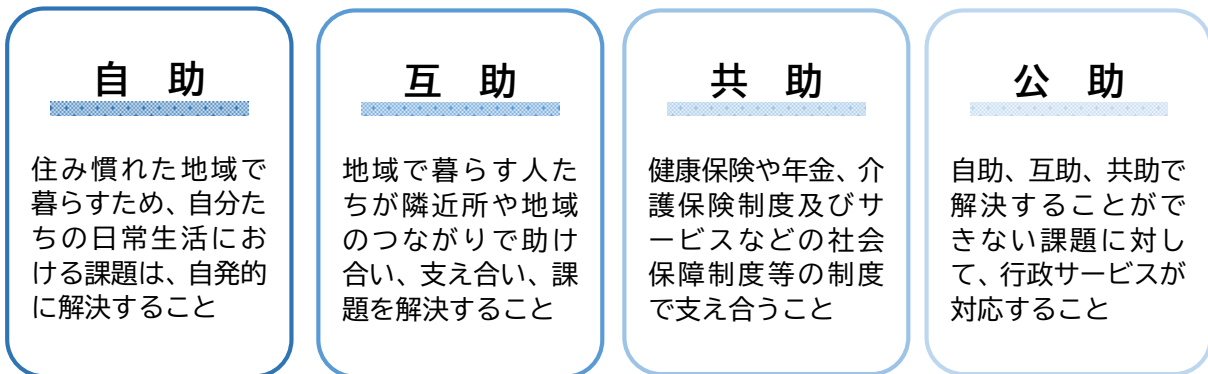 自　助
住み慣れた地域で
暮らすため、自分た
ちの日常生活にお
ける課題は、自発的
に解決すること
互　助
地域で暮らす人た
ちが隣近所や地域
のつながりで助け
合い、支え合い、課
題を解決すること
共　助
健康保険や年金、介
護保険制度及びサ
ービスなどの社会
保障制度等の制度
で支え合うこと
公　助
自助、互助、共助で
解決することがで
きない課題に対し
て、行政サービスが
対応すること